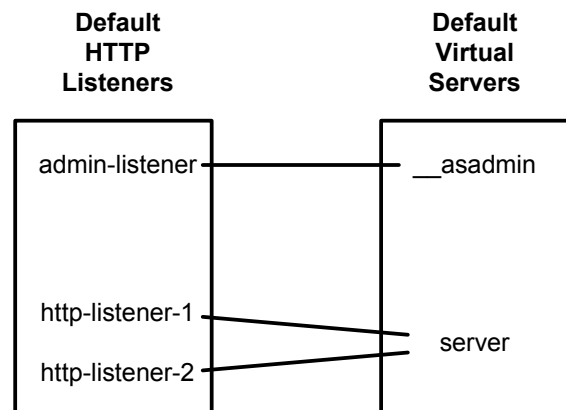 Default
HTTP
Listeners
Default
Virtual
Servers
admin-listener
__asadmin
http-listener-1
http-listener-2
server